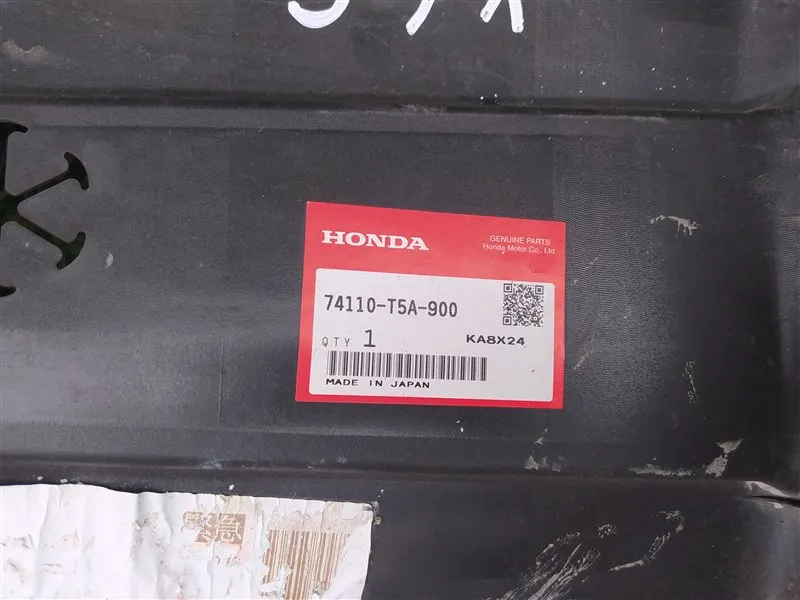 HONDA
GENUINE PARTS
Honda Motor Co., Ltd
74110-T5A-900
QTY 1
KA8X24
MADE IN JAPAN